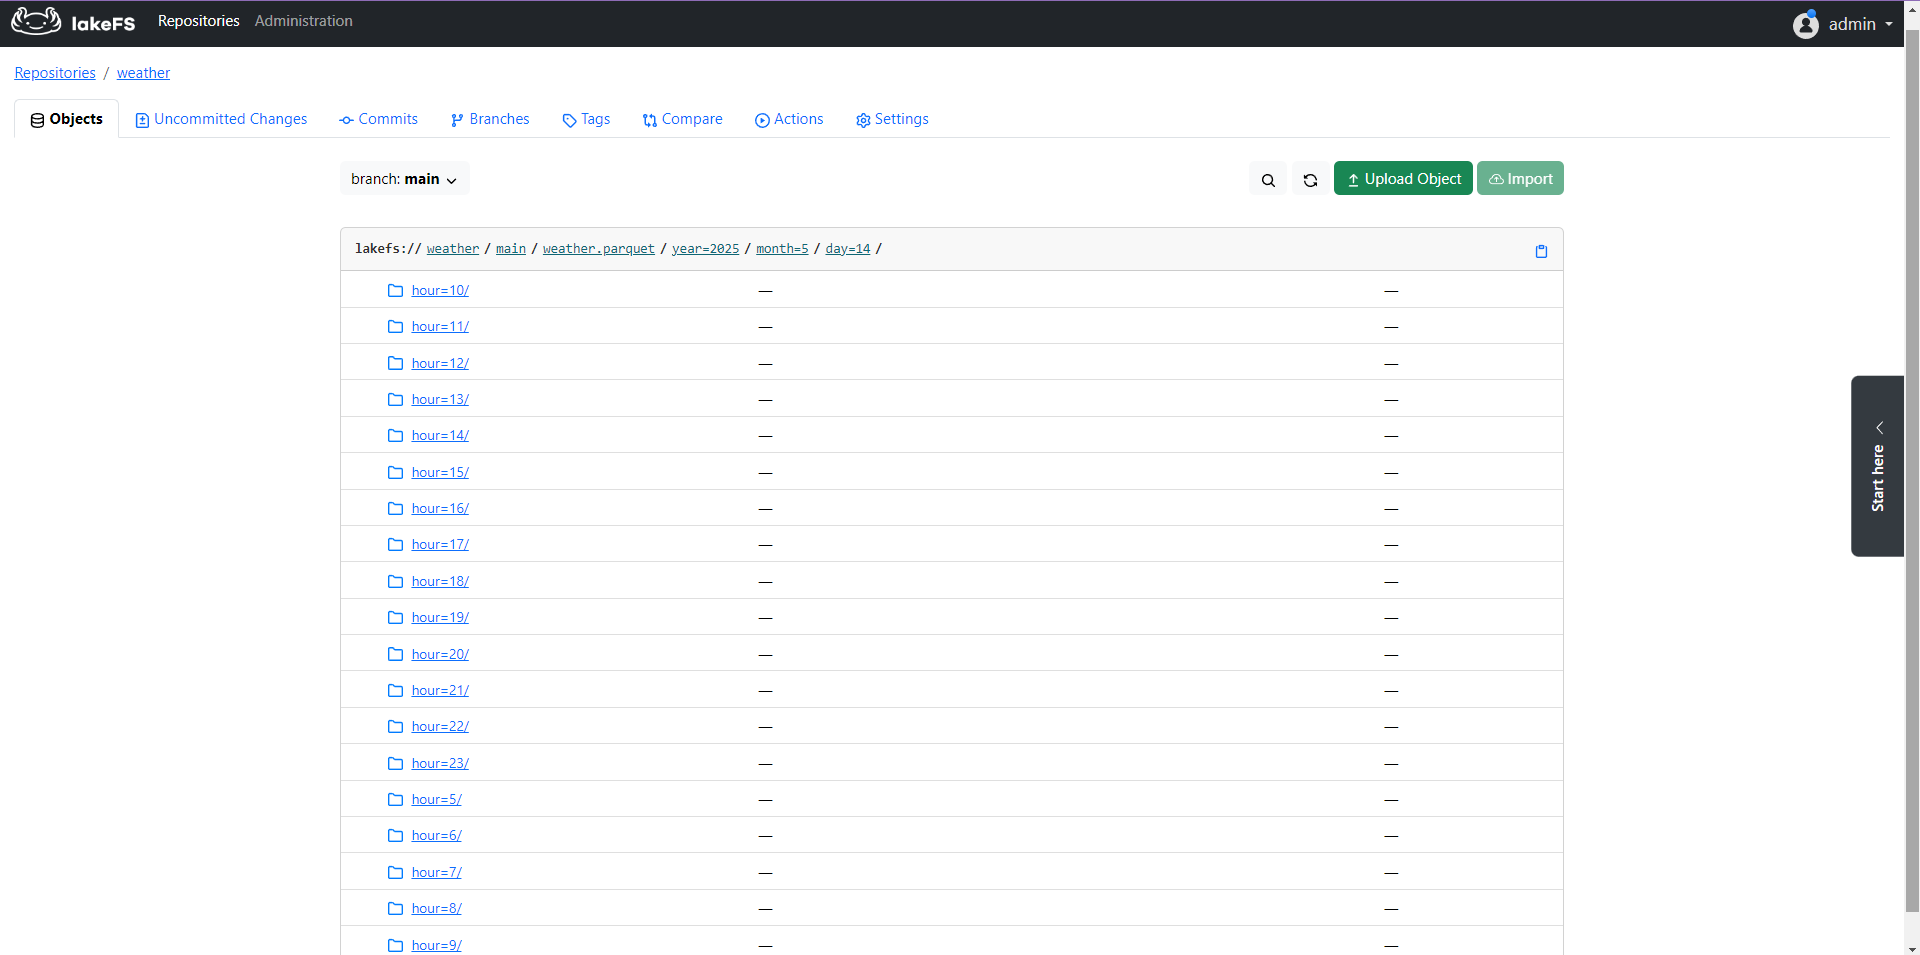 lakeFS Repositories Administration admin
Repositories / weather
Objects Uncommitted Changes Commits Branches Tags Compare Actions Settings
branch: main Upload Object Import
lakefs:// weather / main / weather.parquet / year=2025 / month=5 / day=14 /
hour=10/ — —
hour=11/ — —
hour=12/ — —
hour=13/ — —
hour=14/ — —
hour=15/ — —
hour=16/ — —
hour=17/ — —
hour=18/ — —
hour=19/ — —
hour=20/ — —
hour=21/ — —
hour=22/ — —
hour=23/ — —
hour=5/ — —
hour=6/ — —
hour=7/ — —
hour=8/ — —
hour=9/ — —
Start here